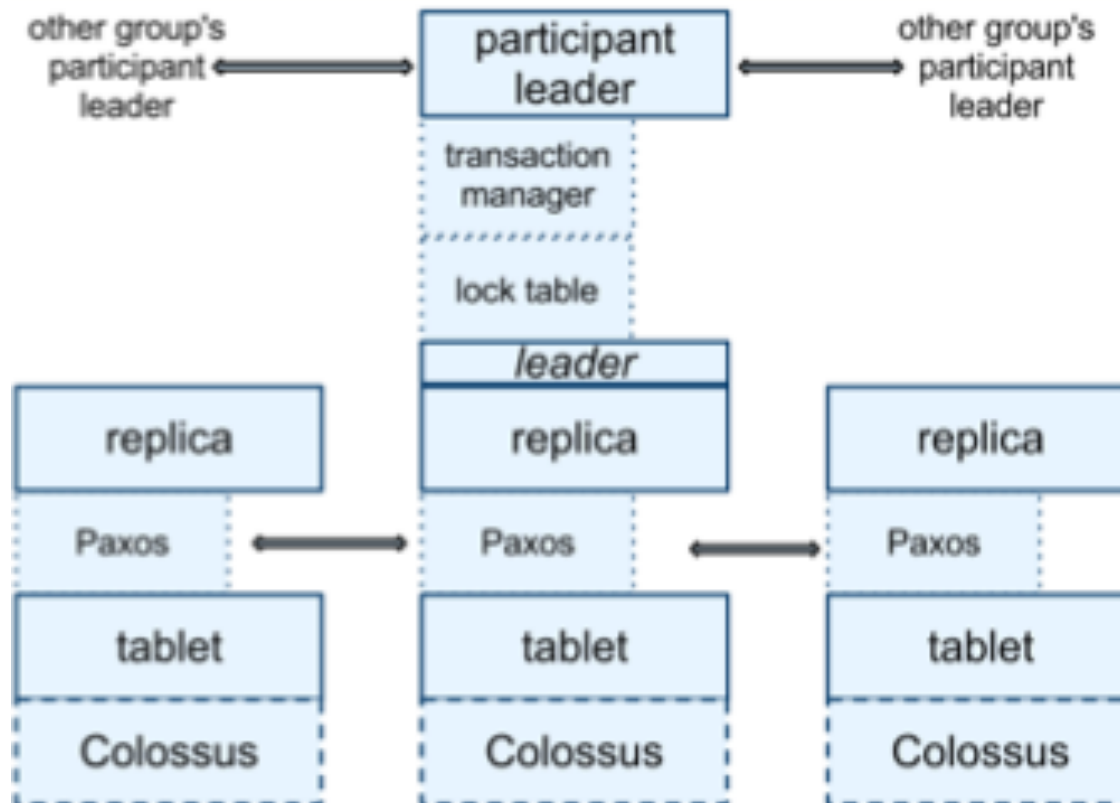 other group's
participant
leader
participant
leader
other group's
participant
leader
transaction
manager
lock table
leader
replica
replica
replica
Paxos
Paxos
Paxos
tablet
tablet
tablet
Colossus
Colossus
Colossus